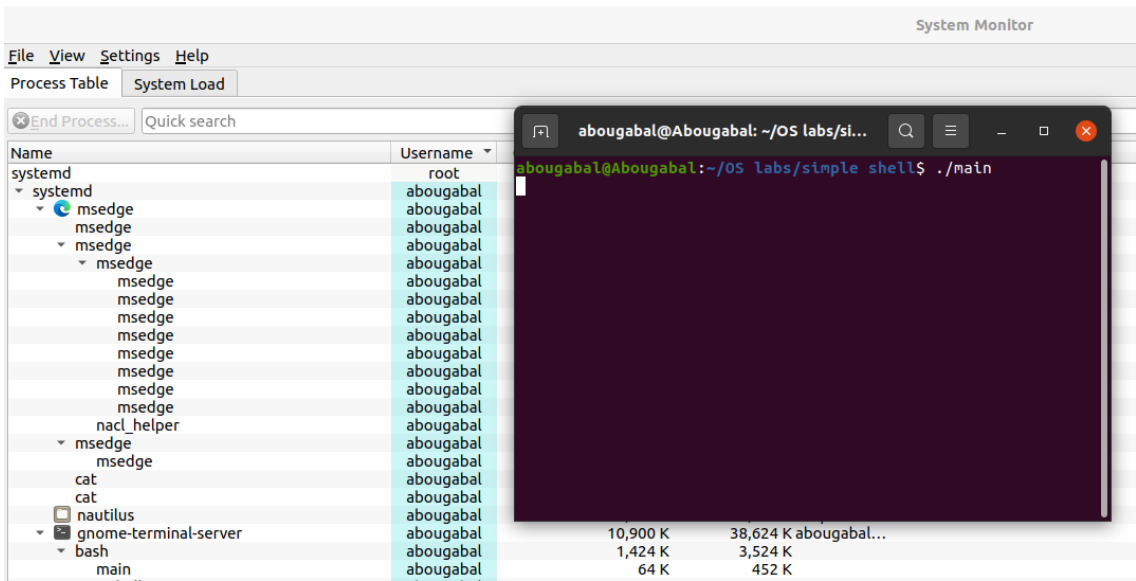 System Monitor
File View Settings Help
Process Table System Load
End Process... Quick search
abougabal@Abougabal: ~/OS labs/si...
Name Username
abougabal@Abougabal:~/OS labs/simple shell$ ./main
systemd root
systemd abougabal
msedge abougabal
msedge abougabal
msedge abougabal
msedge abougabal
msedge abougabal
msedge abougabal
msedge abougabal
msedge abougabal
msedge abougabal
msedge abougabal
msedge abougabal
msedge abougabal
nacl_helper abougabal
msedge abougabal
msedge abougabal
cat abougabal
cat abougabal
nautilus abougabal
gnome-terminal-server abougabal 10,900 K 38,624 K abougabal...
bash abougabal 1,424 K 3,524 K
main abougabal 64 K 452 K